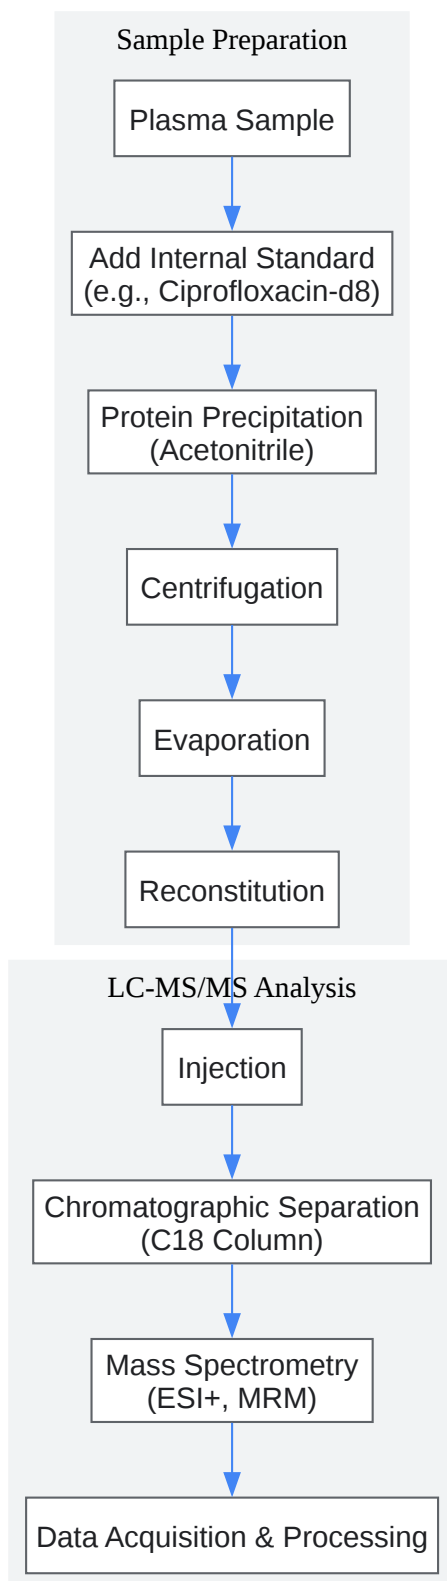 Sample Preparation
Plasma Sample
Add Internal Standard
(e.g., Ciprofloxacin-d8)
Protein Precipitation
(Acetonitrile)
Centrifugation
Evaporation
Reconstitution
LC-MS/MS Analysis
Injection
Chromatographic Separation
(C18 Column)
Mass Spectrometry
(ESI+, MRM)
Data Acquisition & Processing